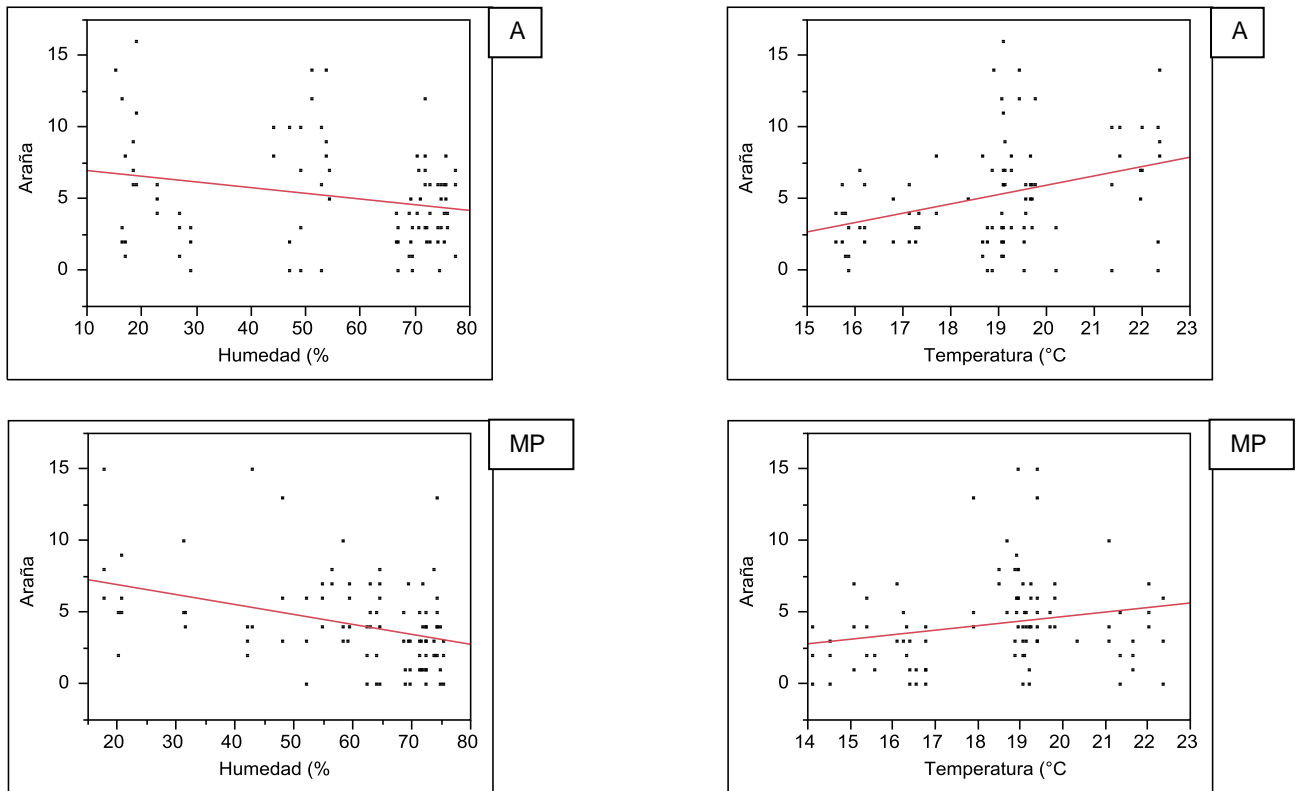 A
15
10
5
0
Araña
10 20 30 40 50 60 70 80
Humedad (%
A
15
10
5
0
Araña
15 16 17 18 19 20 21 22 23
Temperatura (°C
MP
15
10
5
0
Araña
20 30 40 50 60 70 80
Humedad (%
MP
15
10
5
0
Araña
14 15 16 17 18 19 20 21 22 23
Temperatura (°C